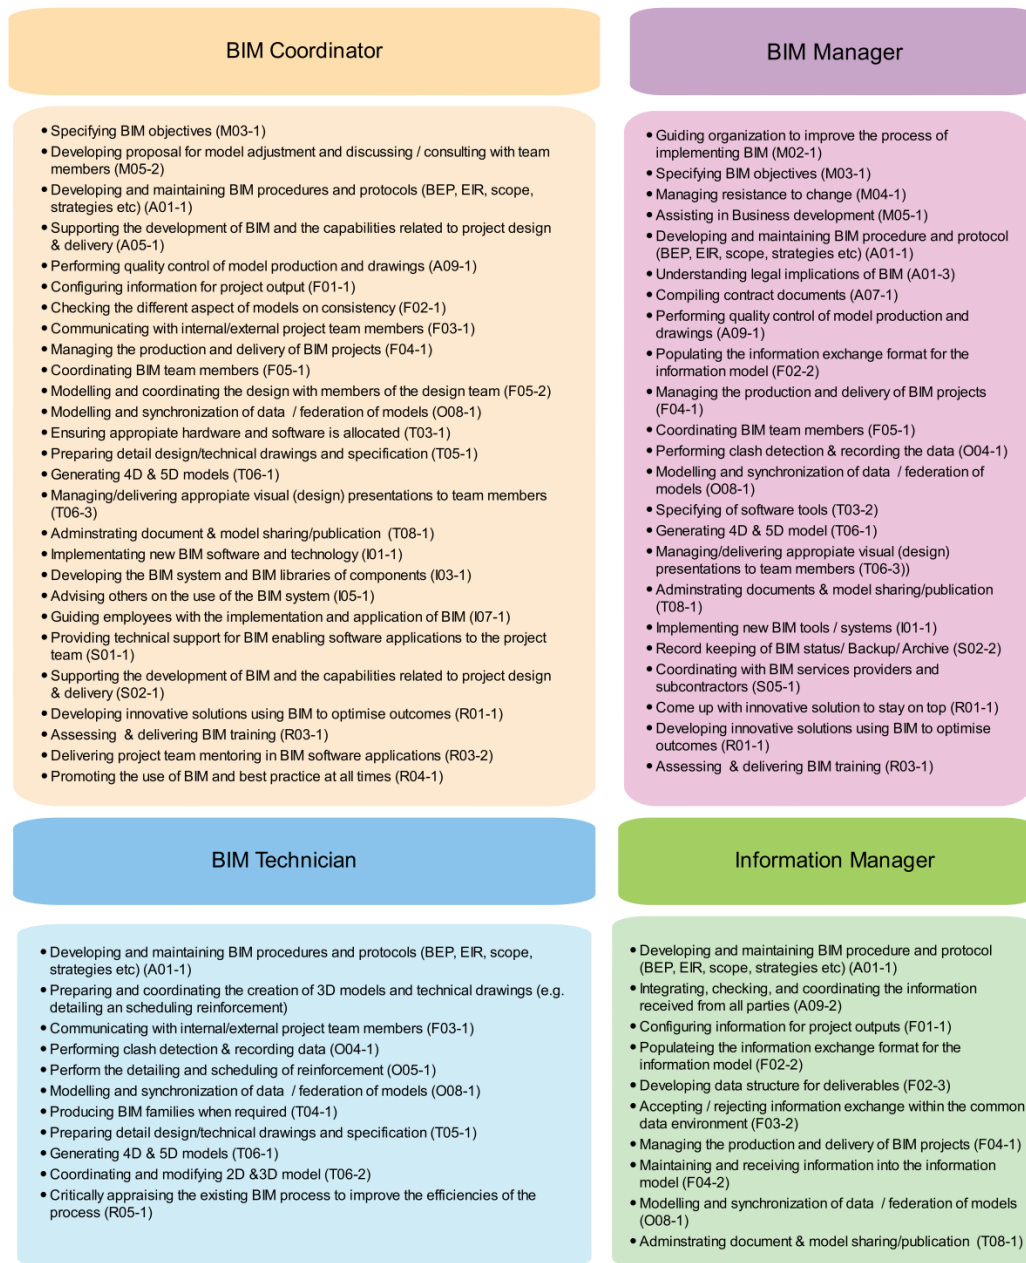 BIM Coordinator
• Specifying BIM objectives (M03-1)
• Developing proposal for model adjustment and discussing / consulting with team
members (M05-2)
• Developing and maintaining BIM procedures and protocols (BEP, EIR, scope,
strategies etc) (A01-1)
• Supporting the development of BIM and the capabilities related to project design
& delivery (A05-1)
• Performing quality control of model production and drawings (A09-1)
• Configuring information for project output (F01-1)
• Checking the different aspect of models on consistency (F02-1)
• Communicating with internal/external project team members (F03-1)
• Managing the production and delivery of BIM projects (F04-1)
• Coordinating BIM team members (F05-1)
• Modelling and coordinating the design with members of the design team (F05-2)
• Modelling and synchronization of data / federation of models (O08-1)
• Ensuring appropiate hardware and software is allocated (T03-1)
• Preparing detail design/technical drawings and specification (T05-1)
• Generating 4D & 5D models (T06-1)
• Managing/delivering appropiate visual (design) presentations to team members
(T06-3)
• Adminstrating document & model sharing/publication (T08-1)
• Implementating new BIM software and technology (I01-1)
• Developing the BIM system and BIM libraries of components (I03-1)
• Advising others on the use of the BIM system (I05-1)
• Guiding employees with the implementation and application of BIM (I07-1)
• Providing technical support for BIM enabling software applications to the project
team (S01-1)
• Supporting the development of BIM and the capabilities related to project design
& delivery (S02-1)
• Developing innovative solutions using BIM to optimise outcomes (R01-1)
• Assessing & delivering BIM training (R03-1)
• Delivering project team mentoring in BIM software applications (R03-2)
• Promoting the use of BIM and best practice at all times (R04-1)
BIM Manager
• Guiding organization to improve the process of
implementing BIM (M02-1)
• Specifying BIM objectives (M03-1)
• Managing resistance to change (M04-1)
• Assisting in Business development (M05-1)
• Developing and maintaining BIM procedure and protocol
(BEP, EIR, scope, strategies etc) (A01-1)
• Understanding legal implications of BIM (A01-3)
• Compiling contract documents (A07-1)
• Performing quality control of model production and
drawings (A09-1)
• Populating the information exchange format for the
information model (F02-2)
• Managing the production and delivery of BIM projects
(F04-1)
• Coordinating BIM team members (F05-1)
• Performing clash detection & recording the data (O04-1)
• Modelling and synchronization of data / federation of
models (O08-1)
• Specifying of software tools (T03-2)
• Generating 4D & 5D model (T06-1)
• Managing/delivering appropiate visual (design)
presentations to team members (T06-3))
• Adminstrating documents & model sharing/publication
(T08-1)
• Implementing new BIM tools / systems (I01-1)
• Record keeping of BIM status/ Backup/ Archive (S02-2)
• Coordinating with BIM services providers and
subcontractors (S05-1)
• Come up with innovative solution to stay on top (R01-1)
• Developing innovative solutions using BIM to optimise
outcomes (R01-1)
• Assessing & delivering BIM training (R03-1)
BIM Technician
• Developing and maintaining BIM procedures and protocols (BEP, EIR, scope,
strategies etc) (A01-1)
• Preparing and coordinating the creation of 3D models and technical drawings (e.g.
detailing an scheduling reinforcement)
• Communicating with internal/external project team members (F03-1)
• Performing clash detection & recording data (O04-1)
• Perform the detailing and scheduling of reinforcement (O05-1)
• Modelling and synchronization of data / federation of models (O08-1)
• Producing BIM families when required (T04-1)
• Preparing detail design/technical drawings and specification (T05-1)
• Generating 4D & 5D models (T06-1)
• Coordinating and modifying 2D &3D model (T06-2)
• Critically appraising the existing BIM process to improve the efficiencies of the
process (R05-1)
Information Manager
• Developing and maintaining BIM procedure and protocol
(BEP, EIR, scope, strategies etc) (A01-1)
• Integrating, checking, and coordinating the information
received from all parties (A09-2)
• Configuring information for project outputs (F01-1)
• Populateing the information exchange format for the
information model (F02-2)
• Developing data structure for deliverables (F02-3)
• Accepting / rejecting information exchange within the common
data environment (F03-2)
• Managing the production and delivery of BIM projects (F04-1)
• Maintaining and receiving information into the information
model (F04-2)
• Modelling and synchronization of data / federation of models
(O08-1)
• Adminstrating document & model sharing/publication (T08-1)